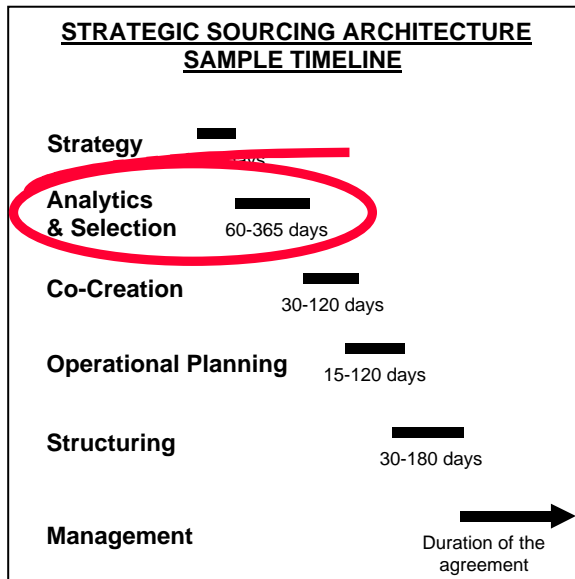 STRATEGIC SOURCING ARCHITECTURE
SAMPLE TIMELINE
Strategy
Analytics
& Selection
60-365 days
Co-Creation
30-120 days
Operational Planning
15-120 days
Structuring
30-180 days
Management
Duration of the
agreement